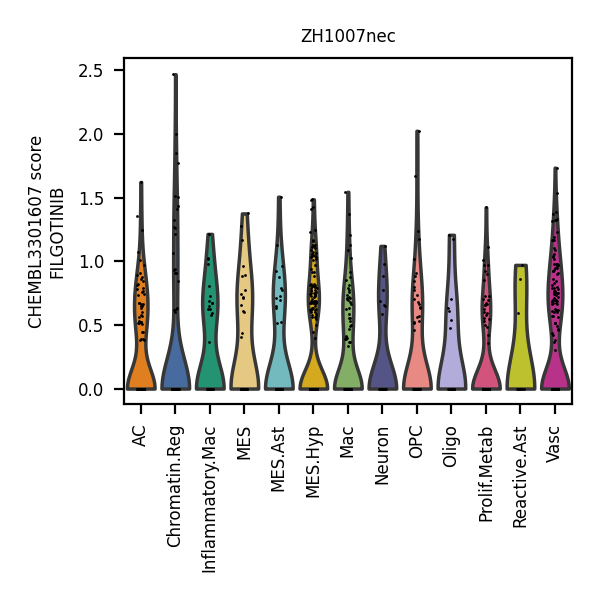 ZH1007nec
CHEMBL3301607 score
FILGOTINIB
2.5
2.0
1.5
1.0
0.5
0.0
AC
Chromatin.Reg
Inflammatory.Mac
MES
MES.Ast
MES.Hyp
Mac
Neuron
OPC
Oligo
Prolif.Metab
Reactive.Ast
Vasc